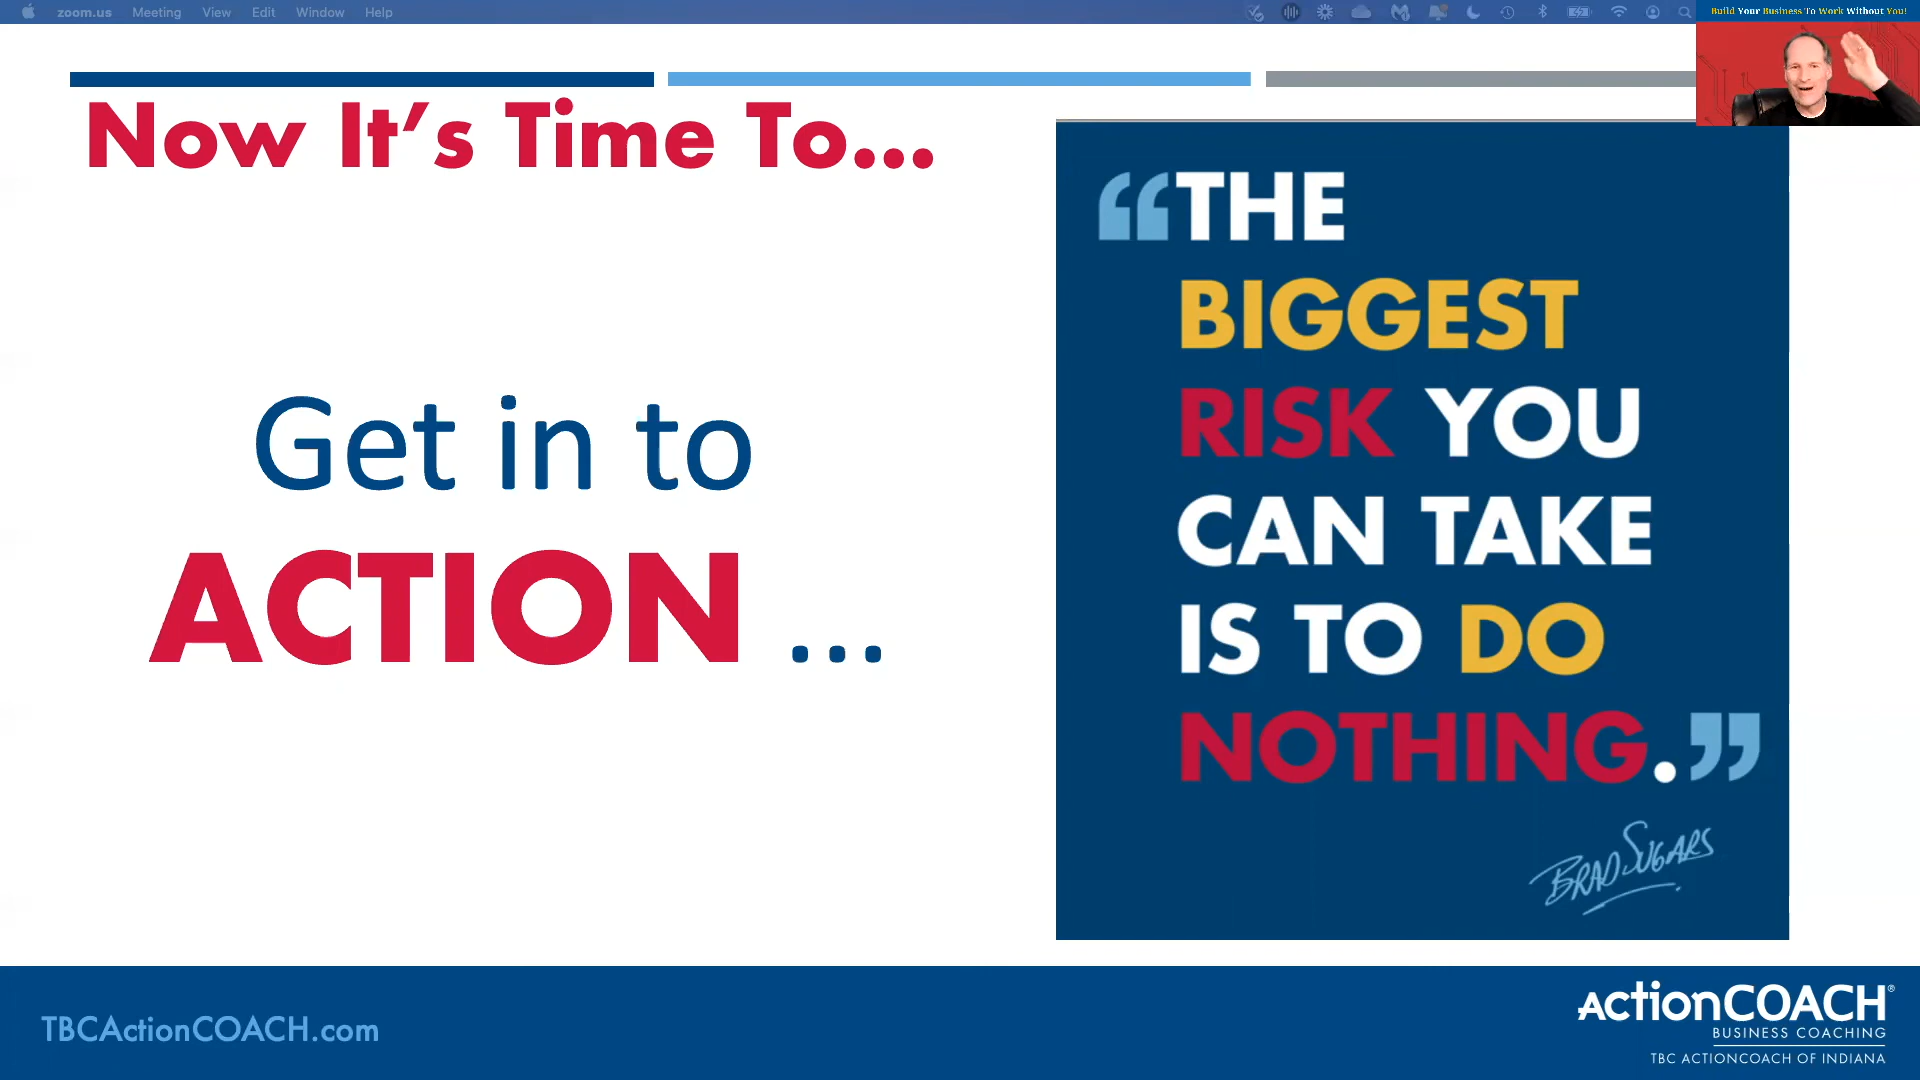 zoom.us Meeting View Edit Window Help
Build Your Business To Work Without You!
Now It's Time To...
Get in to
ACTION ...
“THE
BIGGEST
RISK YOU
CAN TAKE
IS TO DO
NOTHING.”
BRAD SUGARS
TBCActionCOACH.com
actionCOACH®
BUSINESS COACHING
TBC ACTIONCOACH OF INDIANA